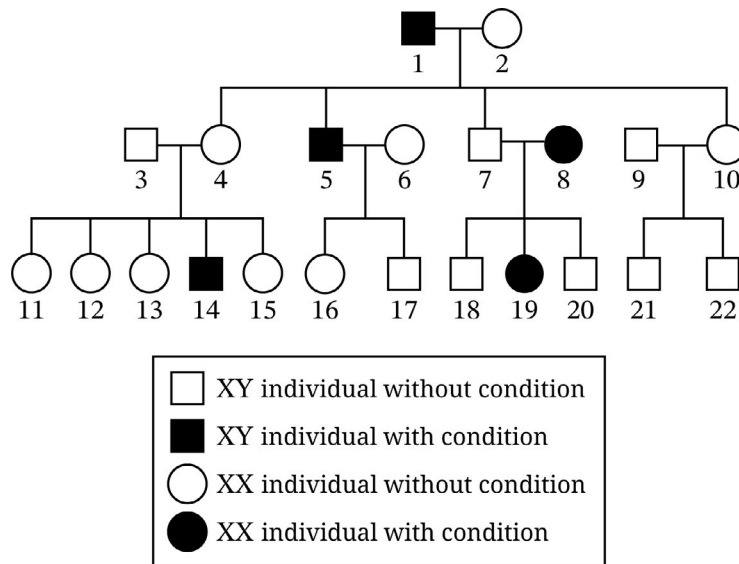 1 2
3 4 5 6 7 8 9 10
11 12 13 14 15 16 17 18 19 20 21 22
XY individual without condition
XY individual with condition
XX individual without condition
XX individual with condition